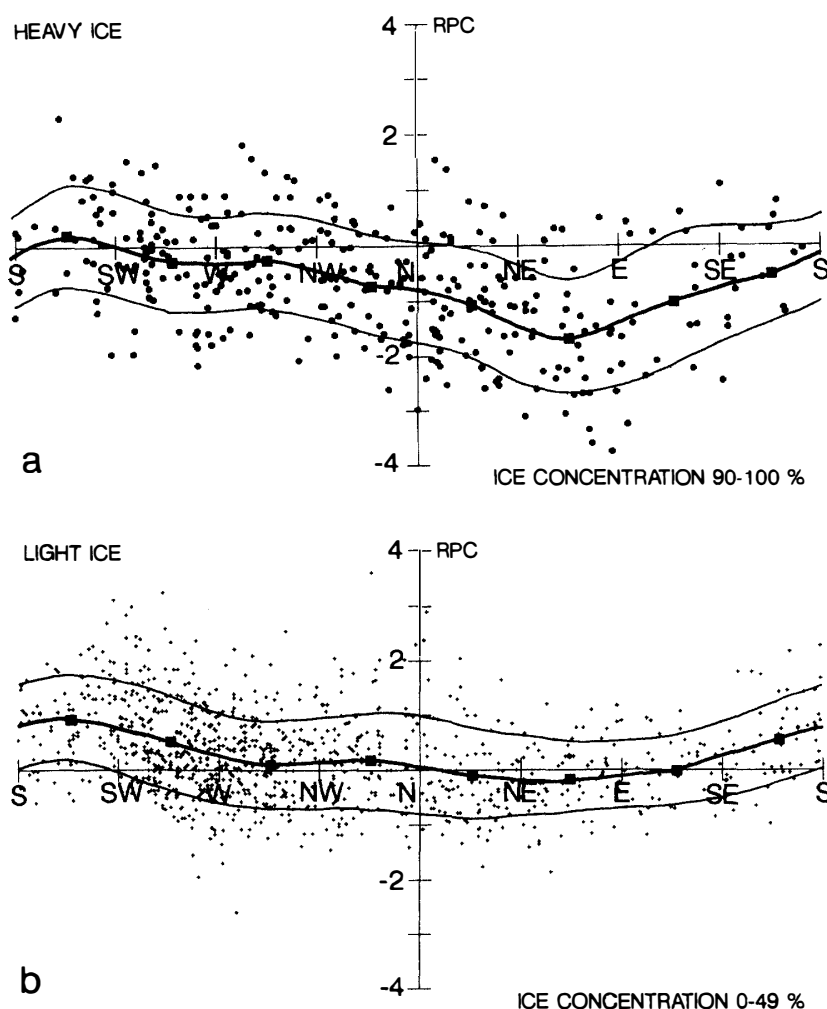 HEAVY ICE
4 RPC
2
S SW W NW N NE E SE S
-2
-4
a
ICE CONCENTRATION 90-100 %
LIGHT ICE
4 RPC
2
S SW W NW N NE E SE S
-2
-4
b
ICE CONCENTRATION 0-49 %